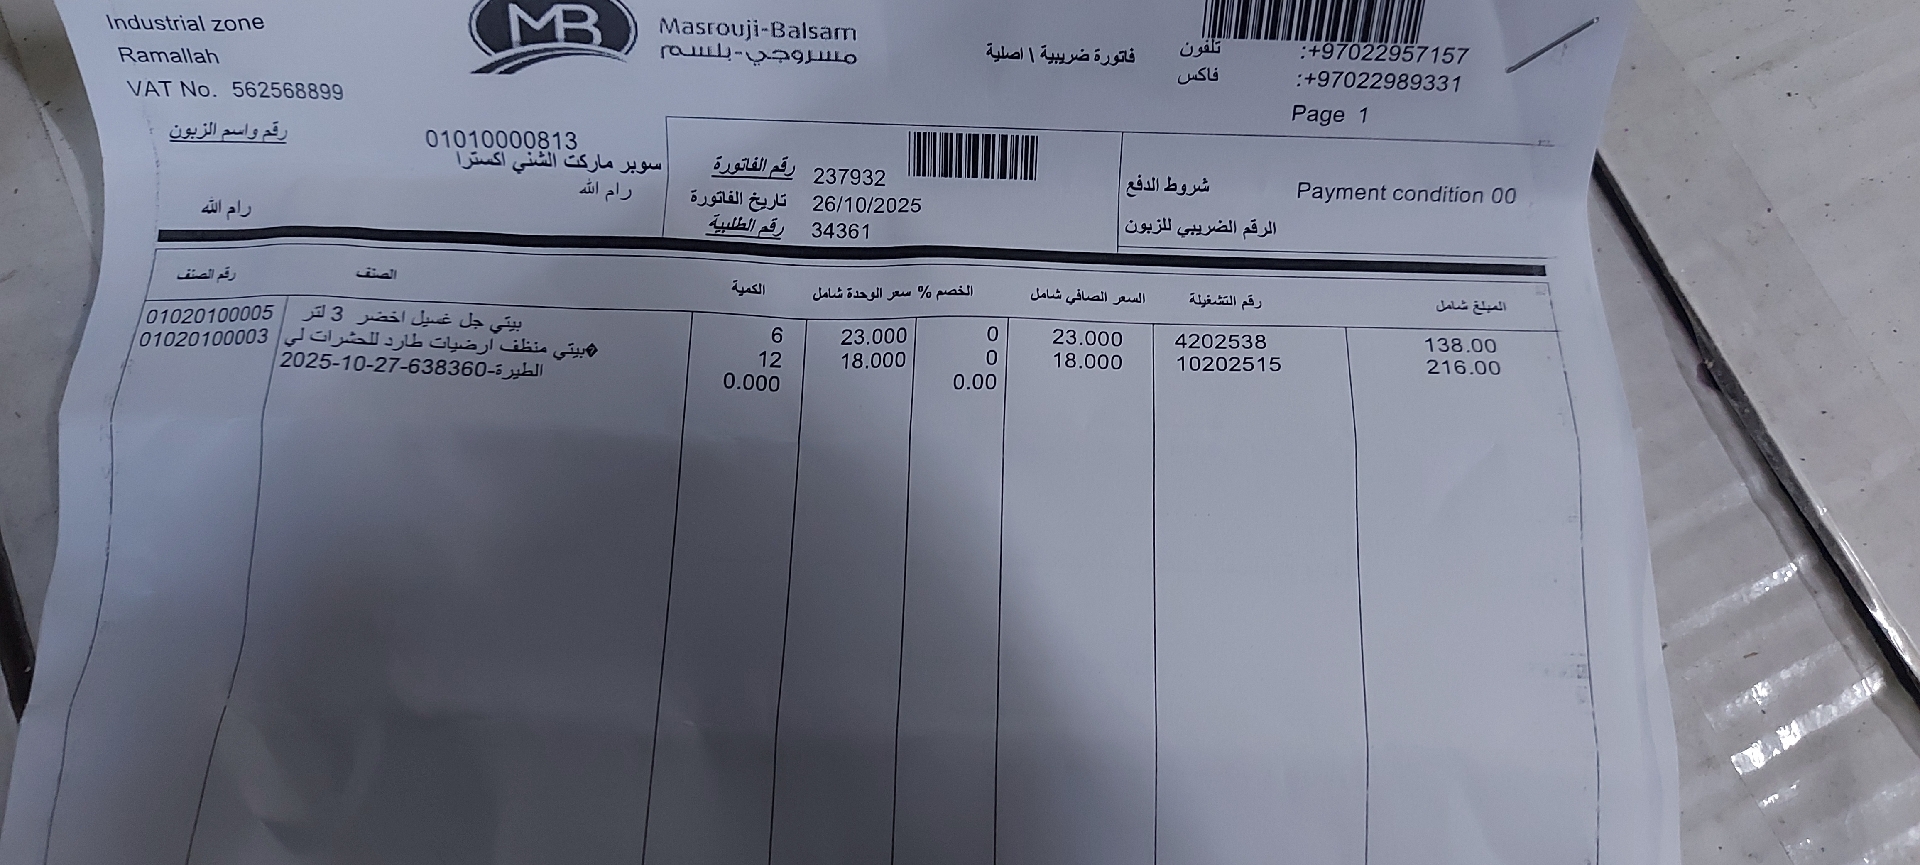 Industrial zone
Ramallah
VAT No. 562568899
MB
Masrouji-Balsam
مسروجي-بلسم
فاتورة ضريبية \ اصلية
تلفون :+97022957157
فاكس :+97022989331
Page 1
رقم واسم الزبون 01010000813
سوبر ماركت الشني اكسترا
رام الله
رام الله
رقم الفاتورة 237932
تاريخ الفاتورة 26/10/2025
رقم الطلبية 34361
شروط الدفع Payment condition 00
الرقم الضريبي للزبون
رقم الصنف الصنف الكمية سعر الوحدة شامل الخصم % السعر الصافي شامل رقم التشغيلة المبلغ شامل
01020100005 بيتي جل غسيل اخضر 3 لتر 6 23.000 0 23.000 4202538 138.00
01020100003 �بيتي منظف ارضيات طارد للحشرات لي 12 18.000 0 18.000 10202515 216.00
الطيرة-638360-27-10-2025 0.000 0.00